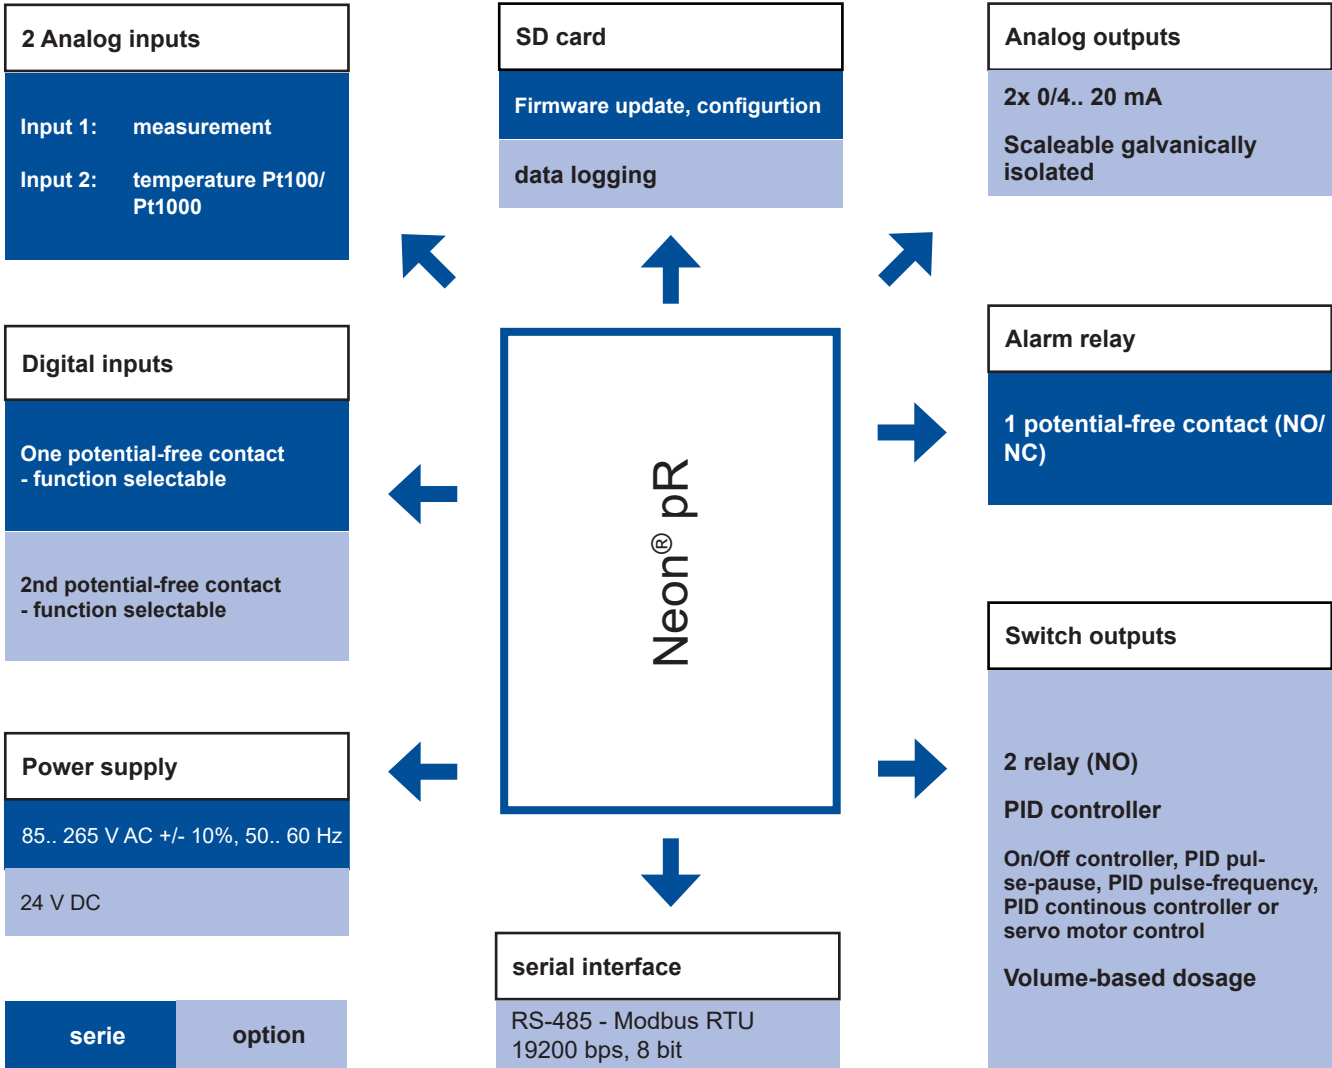 2 Analog inputs
Input 1: measurement
Input 2: temperature Pt100/
Pt1000
SD card
Firmware update, configurtion
data logging
Analog outputs
2x 0/4.. 20 mA
Scaleable galvanically
isolated
Digital inputs
One potential-free contact
- function selectable
2nd potential-free contact
- function selectable
Neon® pR
Alarm relay
1 potential-free contact (NO/
NC)
Power supply
85.. 265 V AC +/- 10%, 50.. 60 Hz
24 V DC
Switch outputs
2 relay (NO)
PID controller
On/Off controller, PID pul-
se-pause, PID pulse-frequency,
PID continous controller or
servo motor control
Volume-based dosage
serial interface
RS-485 - Modbus RTU
19200 bps, 8 bit
serie option